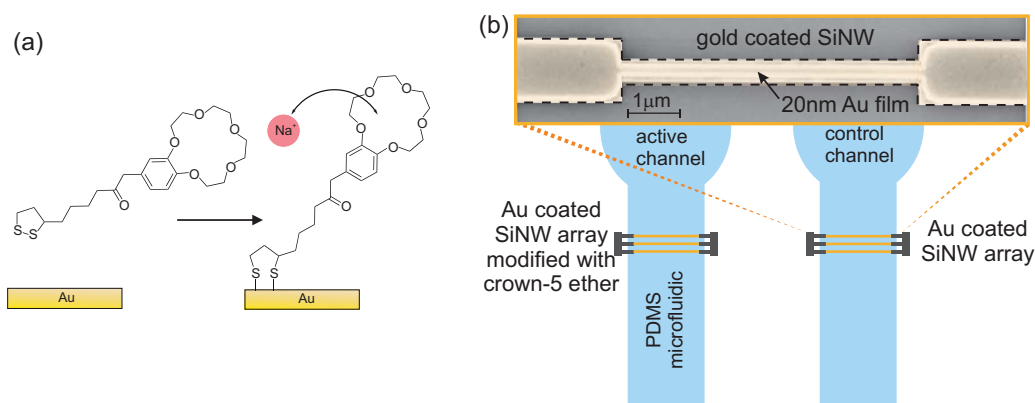 (a)
O
O
O
O
O
O
S
S
Au
Na+
O
O
O
O
O
O
S
S
Au
(b)
gold coated SiNW
20nm Au film
1µm
active
channel
control
channel
Au coated
SiNW array
modified with
crown-5 ether
Au coated
SiNW array
PDMS
microfluidic